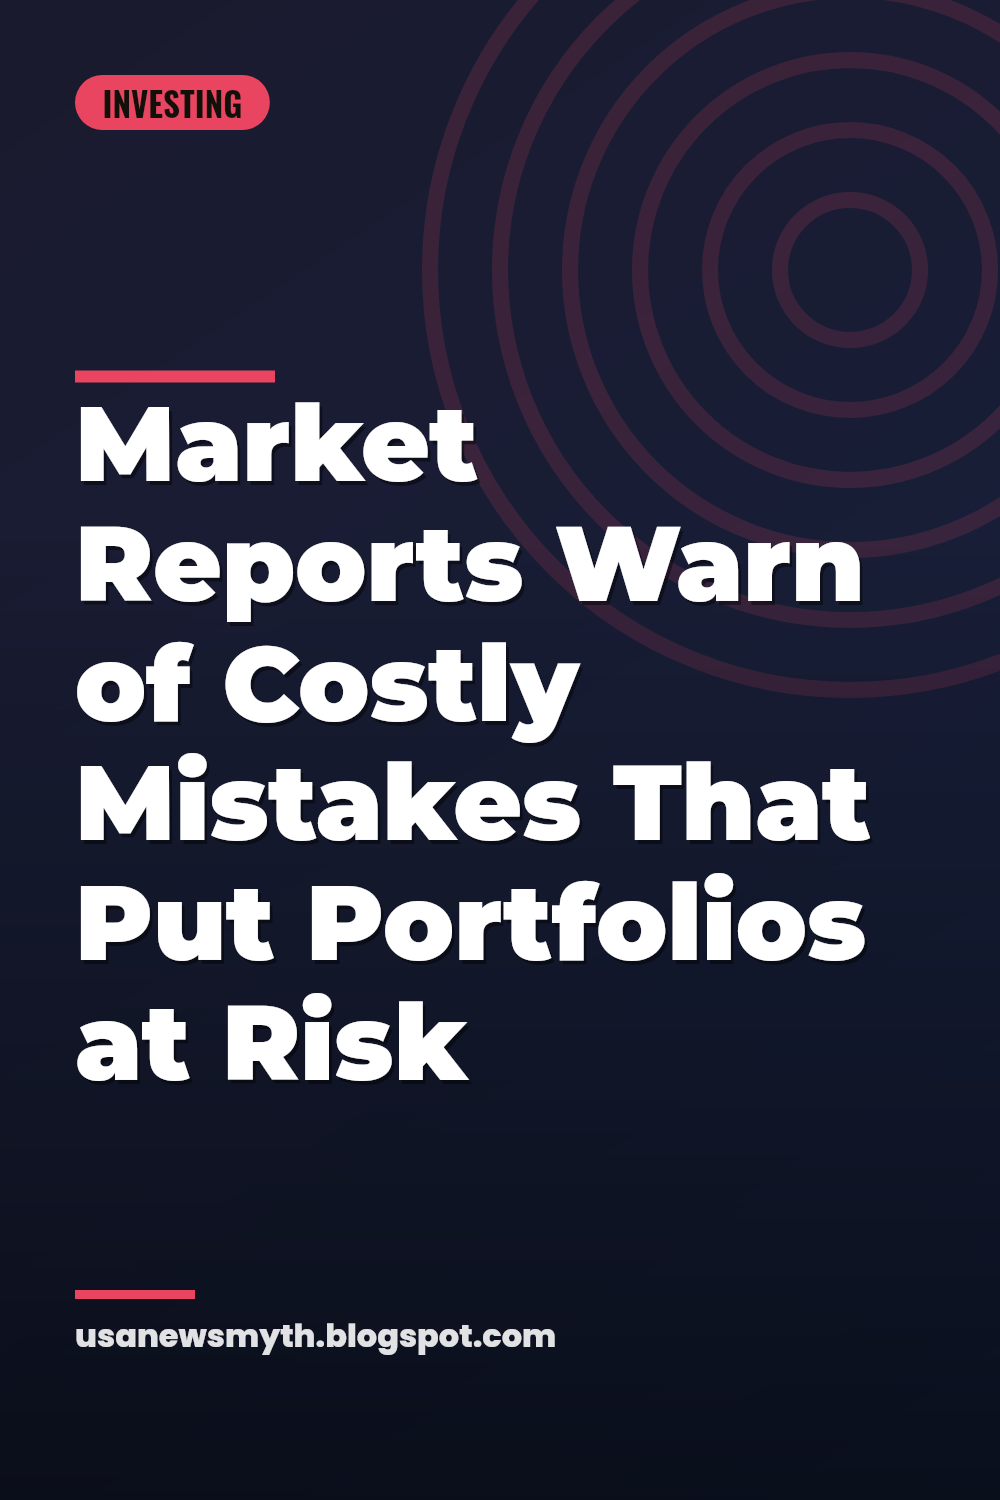 INVESTING
Market
Reports Warn
of Costly
Mistakes That
Put Portfolios
at Risk
usanewsmyth.blogspot.com